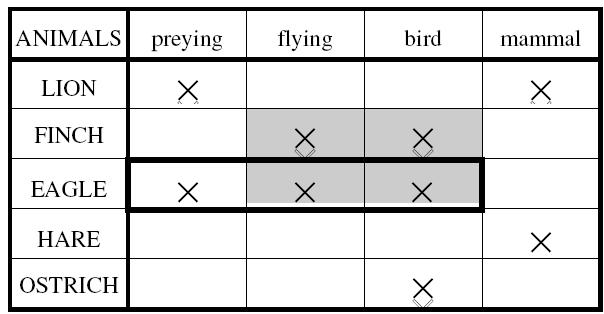 ANIMALS preying flying bird mammal
LION × ×
FINCH × ×
EAGLE × × ×
HARE ×
OSTRICH ×